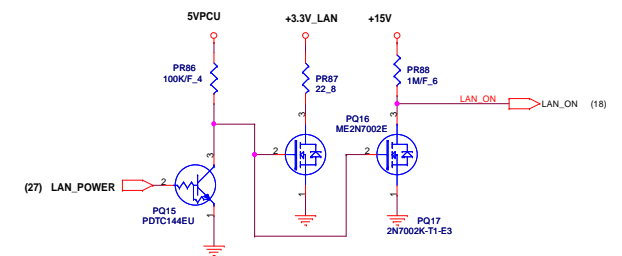 5VPCU
+3.3V_LAN
+15V
PR86
100K/F_4
PR87
22_8
PR88
1M/F_6
LAN_ON
LAN_ON (18)
3
3
3
PQ16
ME2N7002E
2
2
(27) LAN_POWER
2
PQ15
PDTC144EU
1
1
1
PQ17
2N7002K-T1-E3